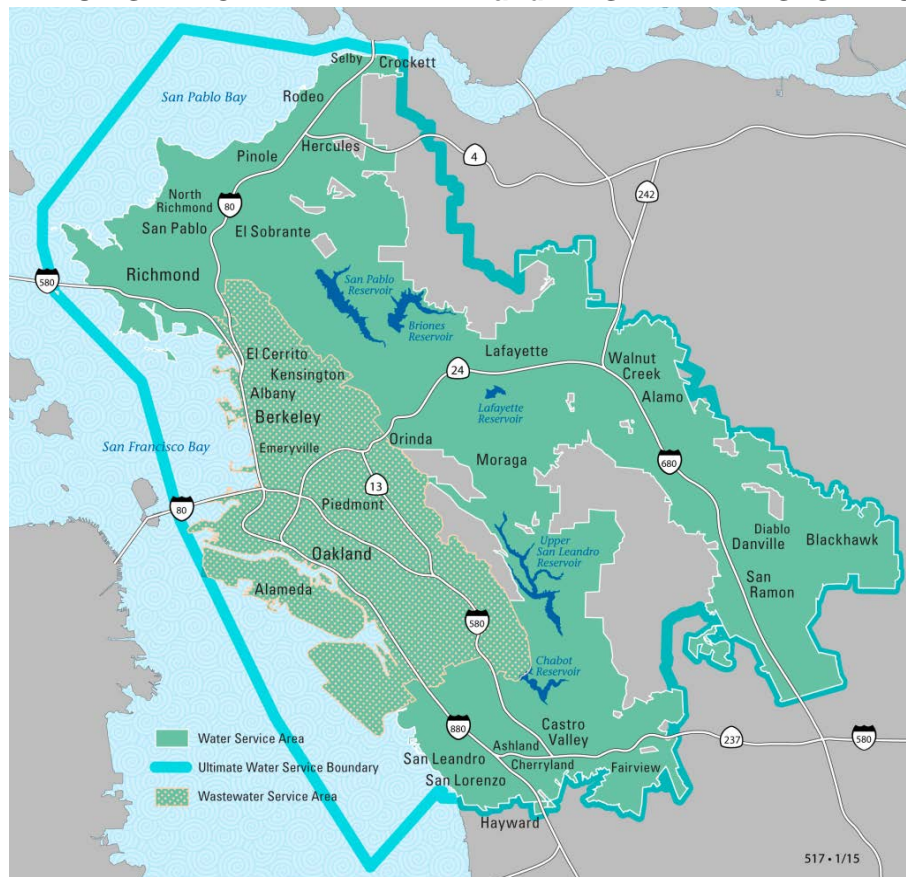 Selby
Crockett
San Pablo Bay
Rodeo
Hercules
4
Pinole
242
North
Richmond
80
San Pablo
El Sobrante
Richmond
580
San Pablo
Reservoir
Briones
Reservoir
El Cerrito
Kensington
Albany
Berkeley
Lafayette
24
Walnut
Creek
Alamo
Lafayette
Reservoir
San Francisco Bay
Emeryville
Orinda
Moraga
680
13
80
Piedmont
Oakland
Upper
San Leandro
Reservoir
Diablo
Danville
Blackhawk
San
Ramon
Alameda
580
Chabot
Reservoir
880
Castro
Valley
237
580
Ashland
Cherryland
Fairview
San Leandro
San Lorenzo
Hayward
Water Service Area
Ultimate Water Service Boundary
Wastewater Service Area
517 • 1/15